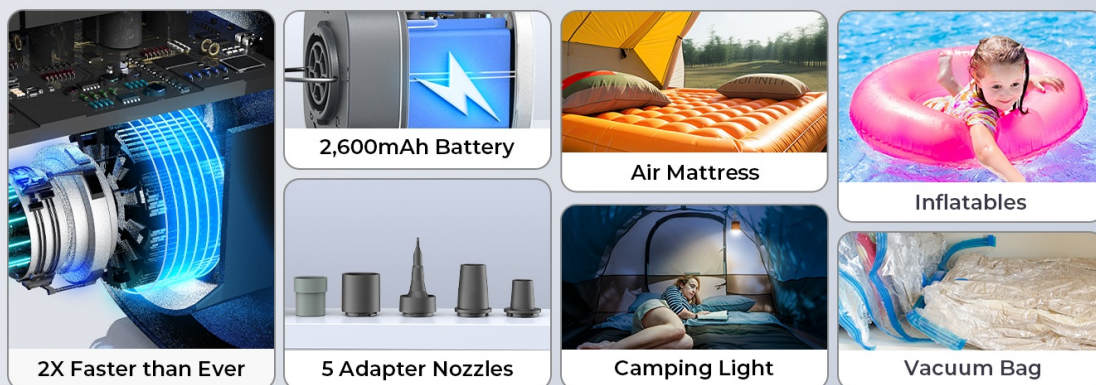 2X Faster than Ever
2,600mAh Battery
5 Adapter Nozzles
Air Mattress
Camping Light
Inflatables
Vacuum Bag